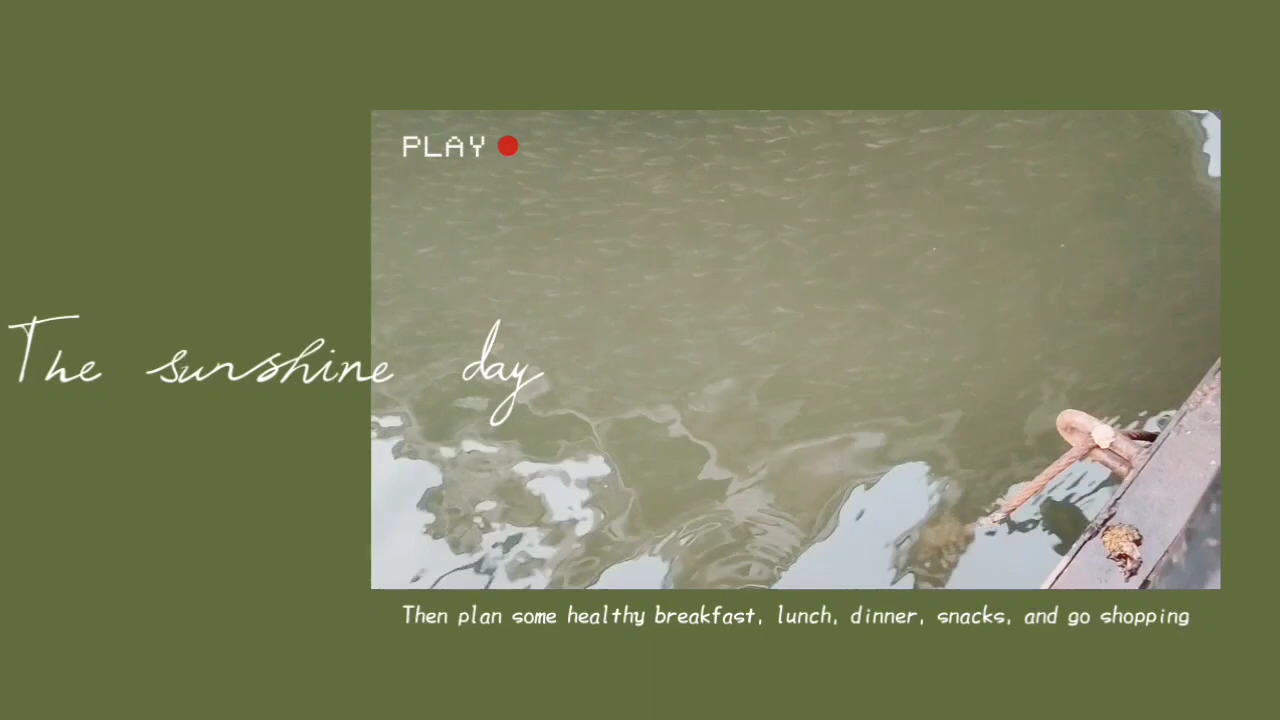 PLAY
The sunshine day
Then plan some healthy breakfast, lunch, dinner, snacks, and go shopping